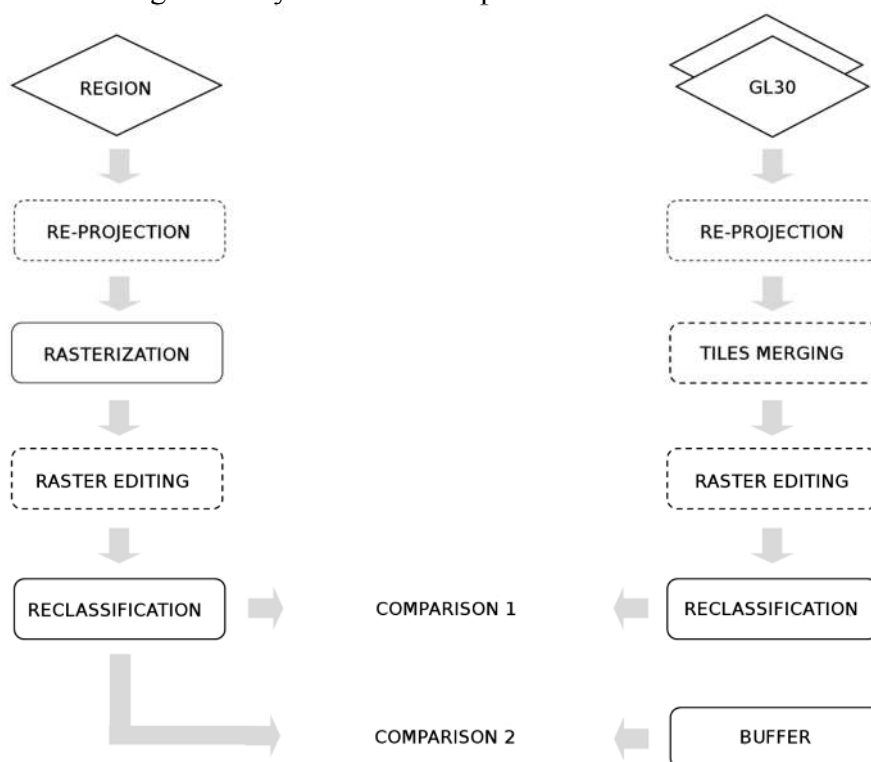 REGION
GL30
RE-PROJECTION
RE-PROJECTION
RASTERIZATION
TILES MERGING
RASTER EDITING
RASTER EDITING
RECLASSIFICATION
COMPARISON 1
RECLASSIFICATION
COMPARISON 2
BUFFER